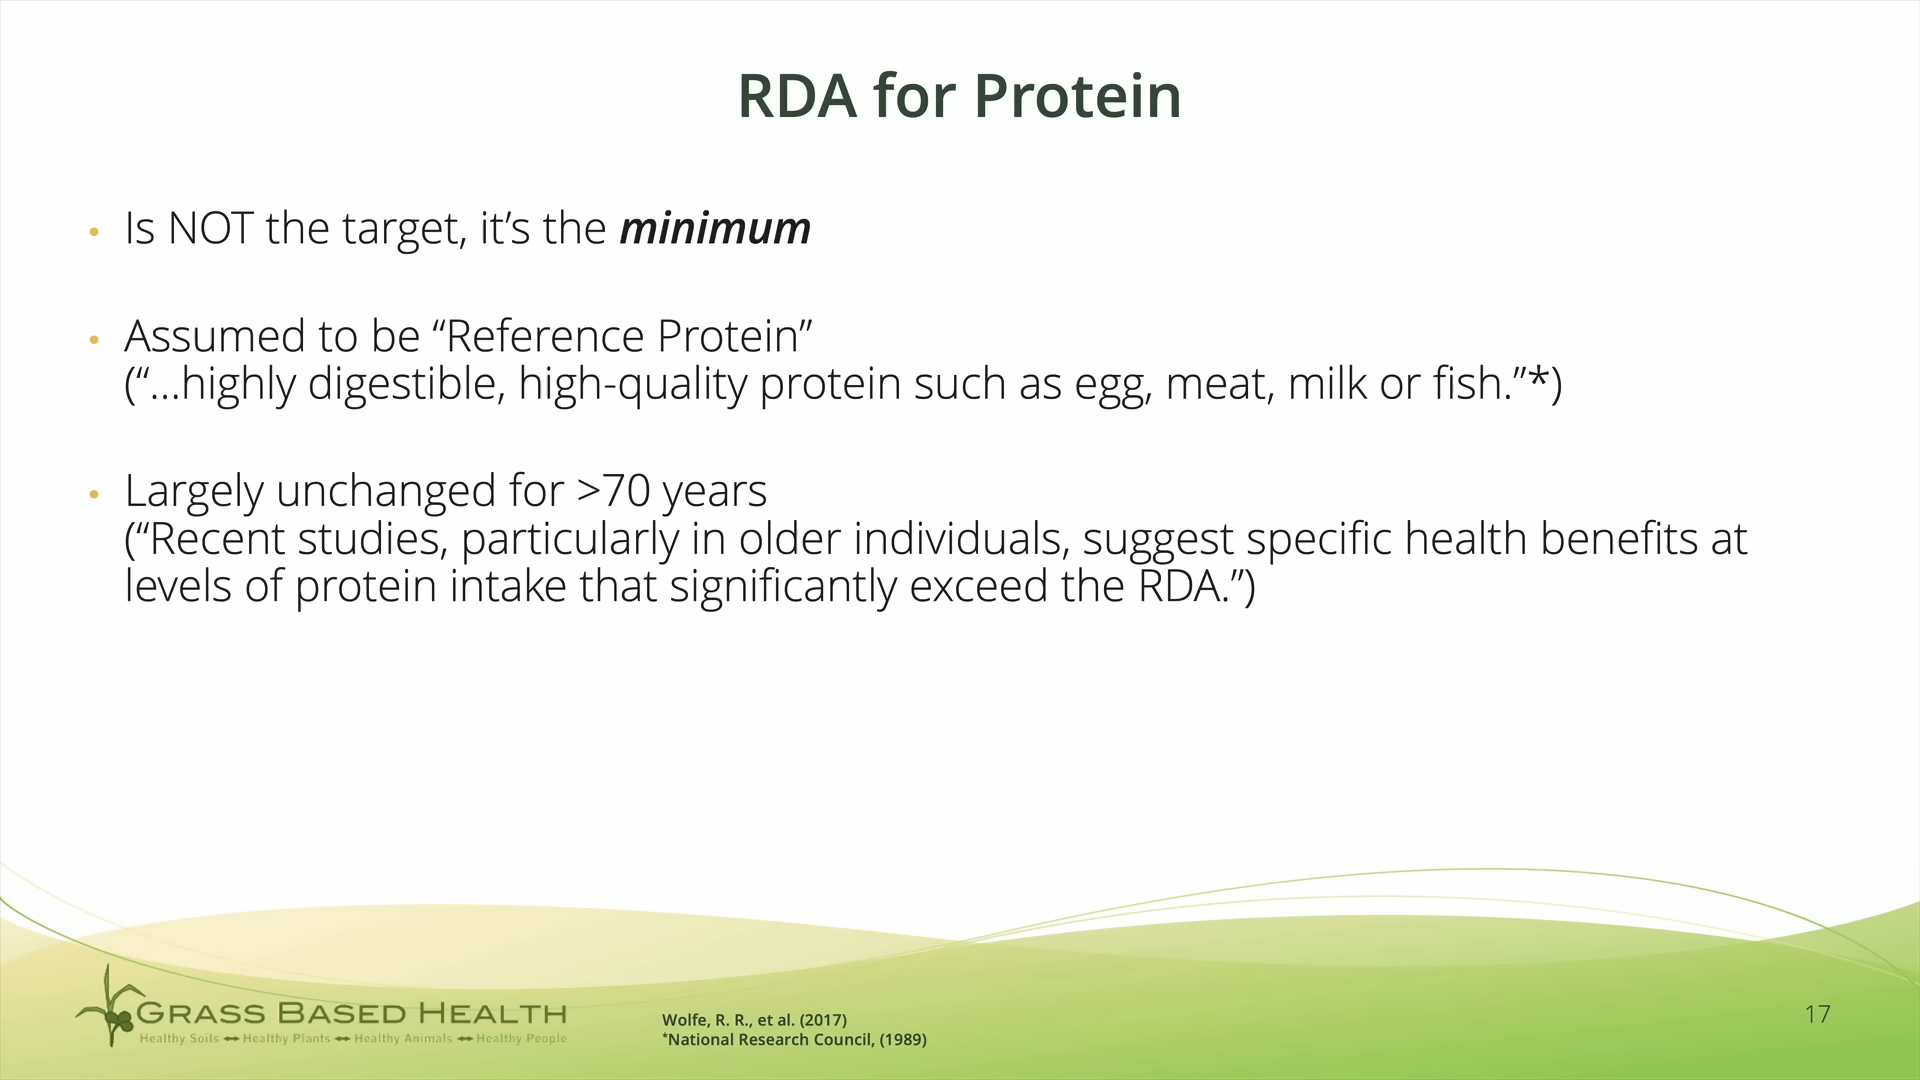 RDA for Protein
• Is NOT the target, it’s the minimum
• Assumed to be “Reference Protein”
(“...highly digestible, high-quality protein such as egg, meat, milk or fish.”*)
• Largely unchanged for >70 years
(“Recent studies, particularly in older individuals, suggest specific health benefits at
levels of protein intake that significantly exceed the RDA.”)
GRASS BASED HEALTH
Healthy Soils ⬌ Healthy Plants ⬌ Healthy Animals ⬌ Healthy People
Wolfe, R. R., et al. (2017)
*National Research Council, (1989)
17